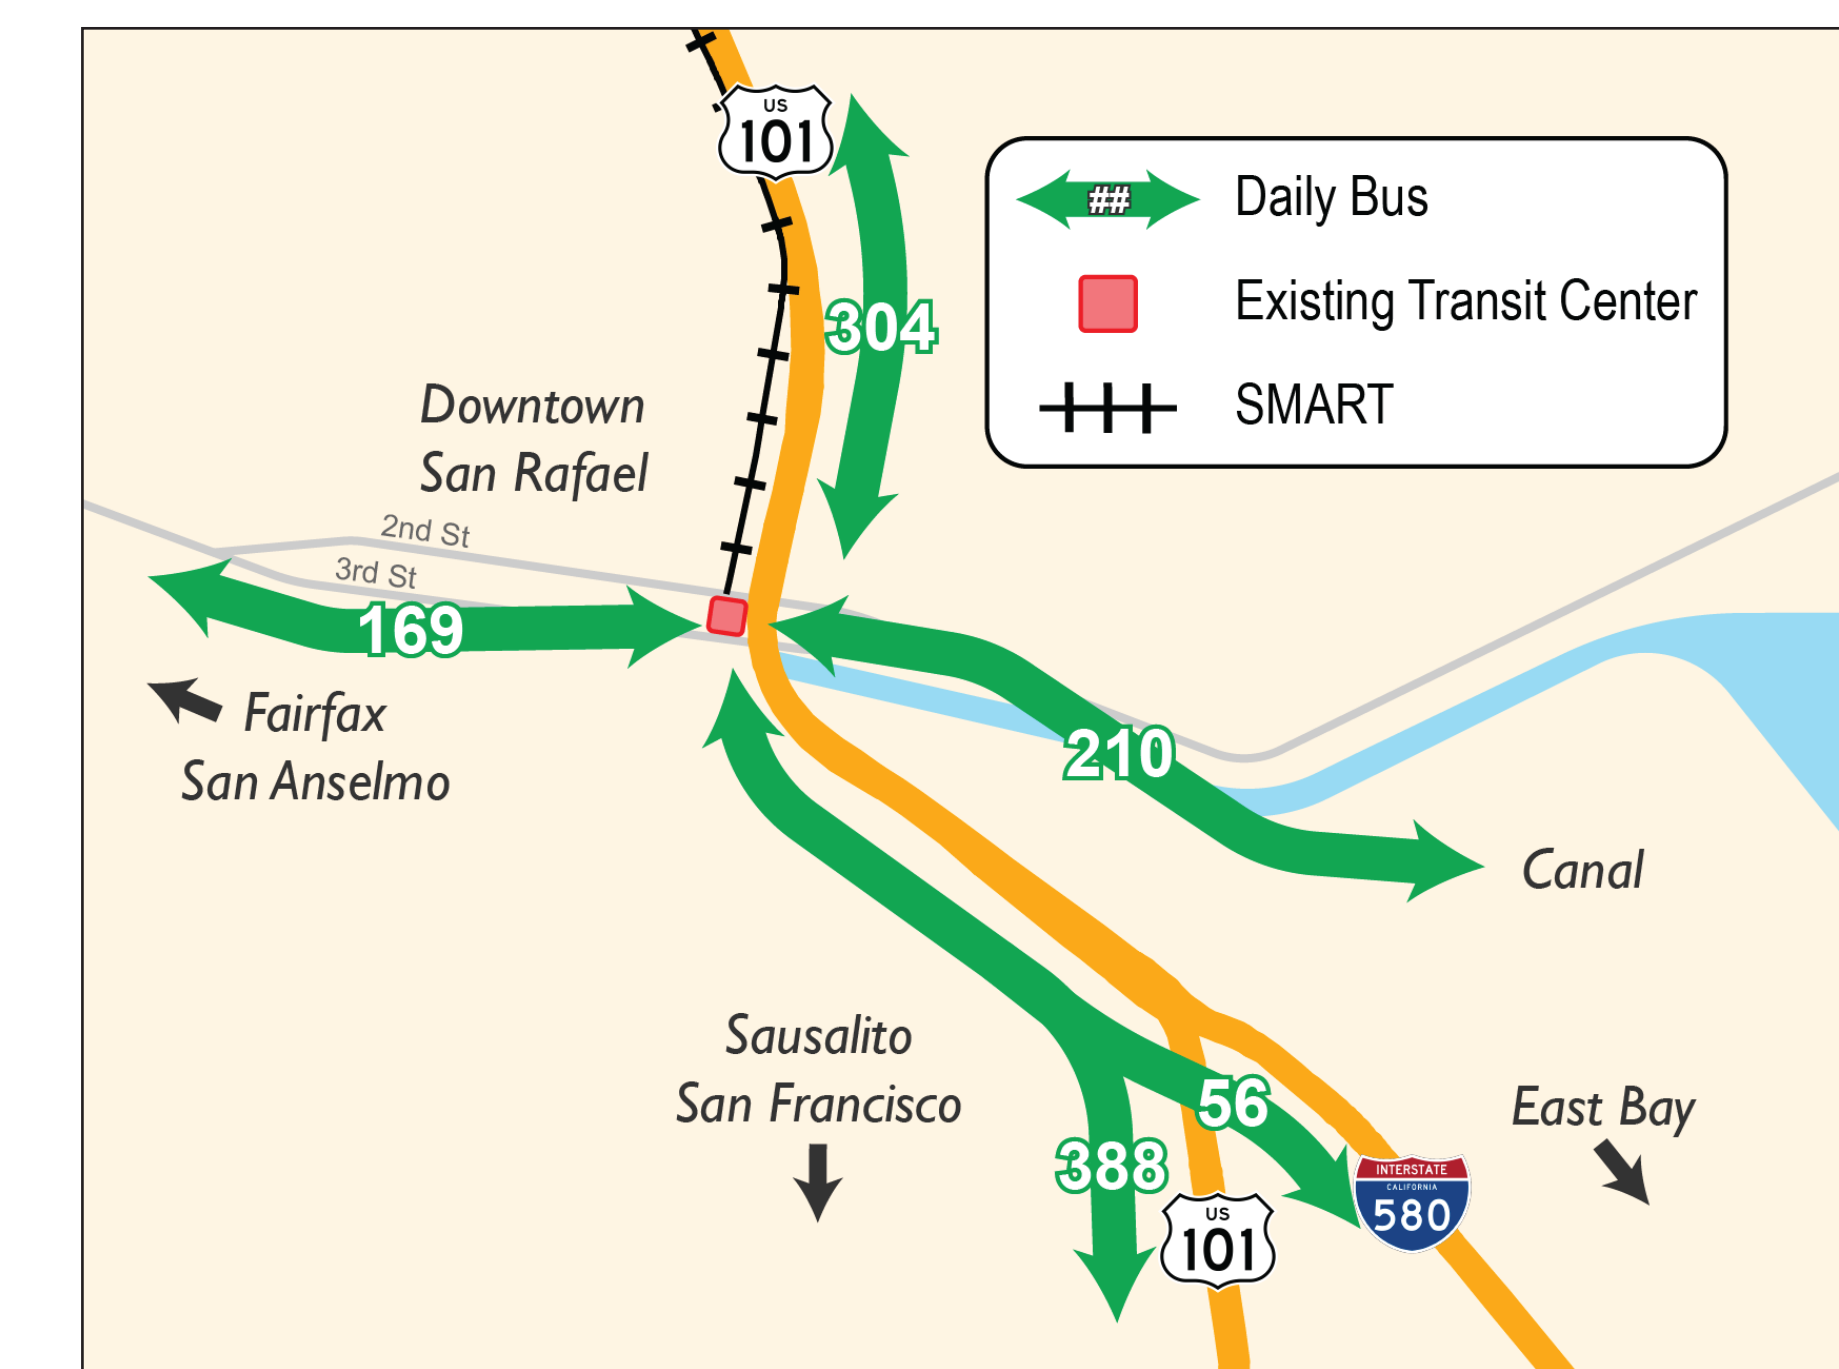 US
101
##
Daily Bus
Existing Transit Center
SMART
304
Downtown
San Rafael
2nd St
3rd St
169
Fairfax
San Anselmo
210
Canal
Sausalito
San Francisco
56
East Bay
388
INTERSTATE
CALIFORNIA
580
US
101